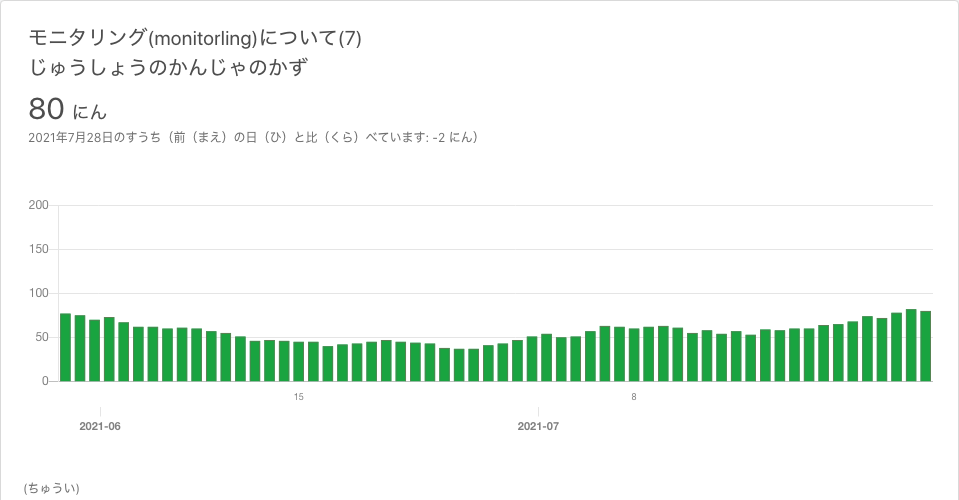 モニタリング(monitorling)について(7)
じゅうしょうのかんじゃのかず
80 にん
2021年7月28日のすうち（前（まえ）の日（ひ）と比（くら）べています: -2 にん）
200
150
100
50
0
15
8
2021-06
2021-07
(ちゅうい)